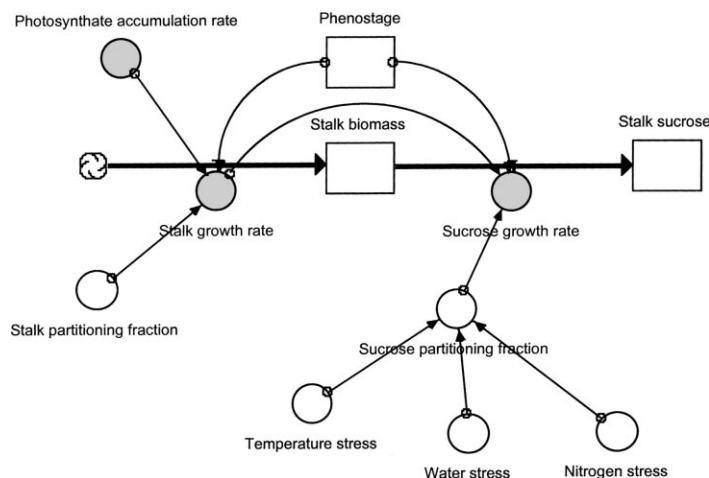 Photosynthate accumulation rate
Phenostage
Stalk biomass
Stalk sucrose
Stalk growth rate
Sucrose growth rate
Stalk partitioning fraction
Sucrose partitioning fraction
Temperature stress
Water stress
Nitrogen stress